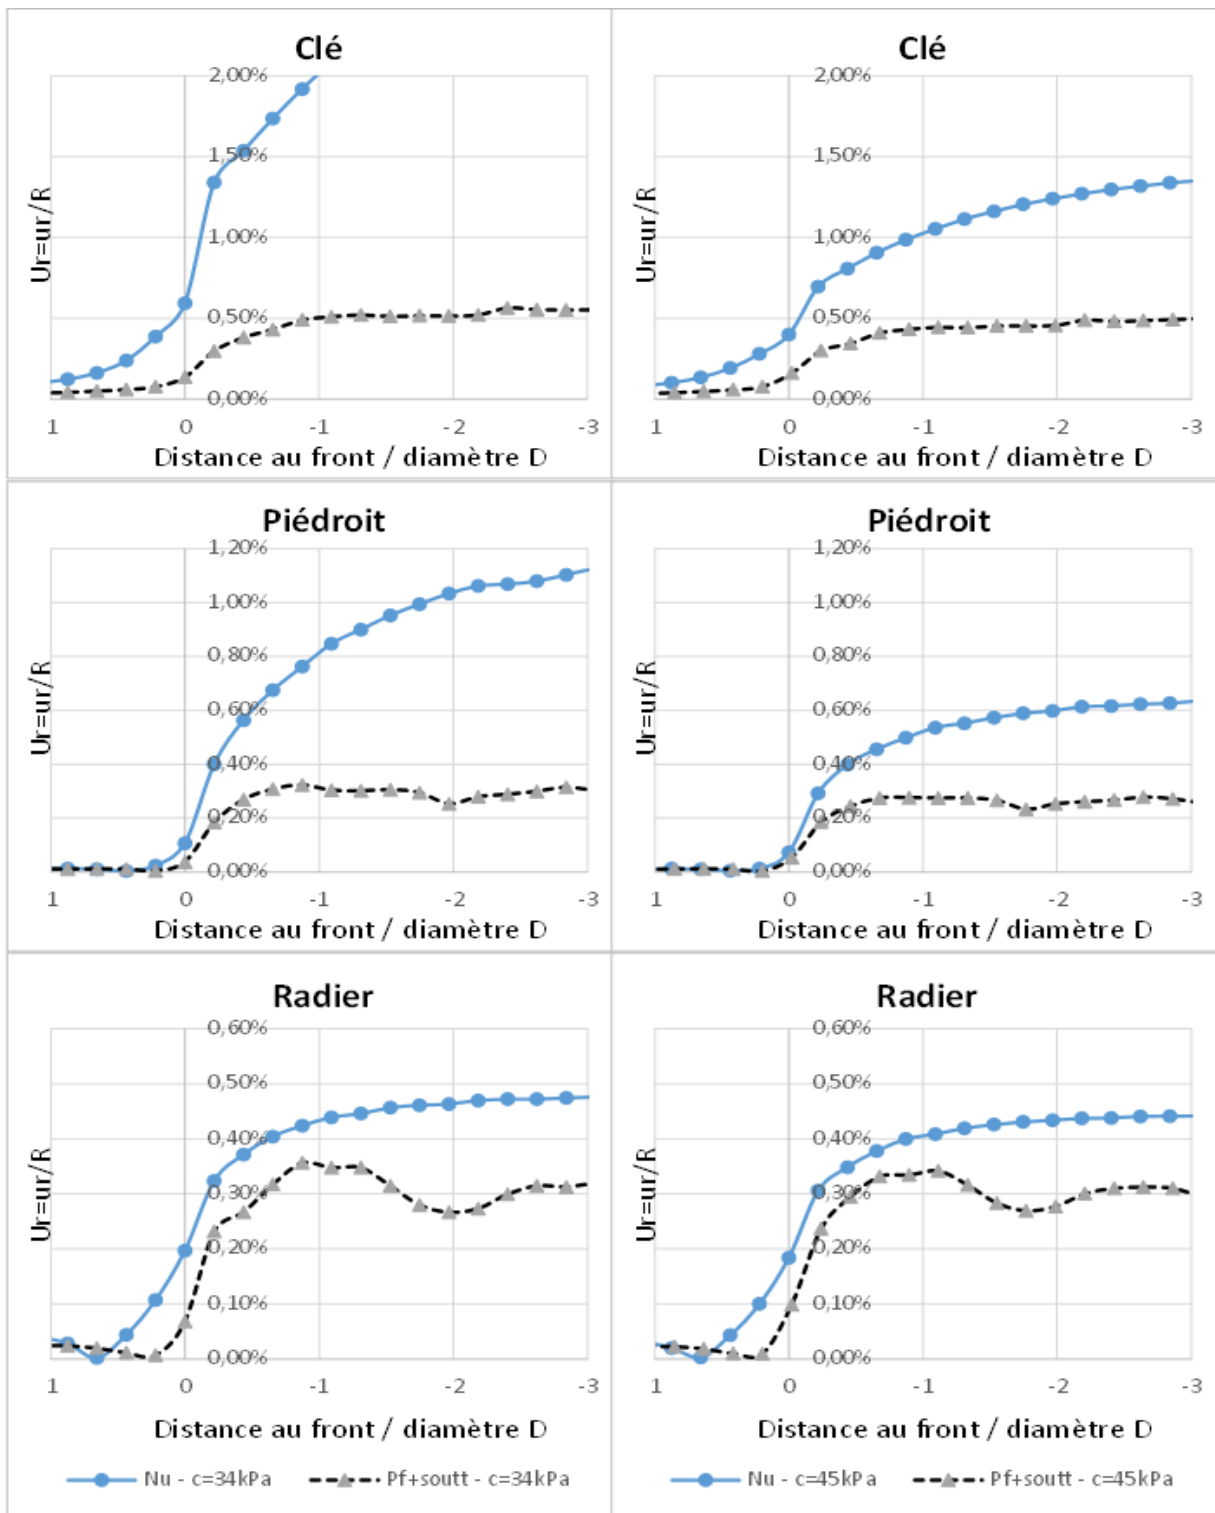 Clé
2,00%
1,50%
1,00%
0,50%
0,00%
Ur=ur/R
1 0 -1 -2 -3
Distance au front / diamètre D
Clé
2,00%
1,50%
1,00%
0,50%
0,00%
Ur=ur/R
1 0 -1 -2 -3
Distance au front / diamètre D
Piédroit
1,20%
1,00%
0,80%
0,60%
0,40%
0,20%
0,00%
Ur=ur/R
1 0 -1 -2 -3
Distance au front / diamètre D
Piédroit
1,20%
1,00%
0,80%
0,60%
0,40%
0,20%
0,00%
Ur=ur/R
1 0 -1 -2 -3
Distance au front / diamètre D
Radier
0,60%
0,50%
0,40%
0,30%
0,20%
0,10%
0,00%
Ur=ur/R
1 0 -1 -2 -3
Distance au front / diamètre D
Nu - c=34kPa Pf+soutt - c=34kPa
Radier
0,60%
0,50%
0,40%
0,30%
0,20%
0,10%
0,00%
Ur=ur/R
1 0 -1 -2 -3
Distance au front / diamètre D
Nu - c=45kPa Pf+soutt - c=45kPa